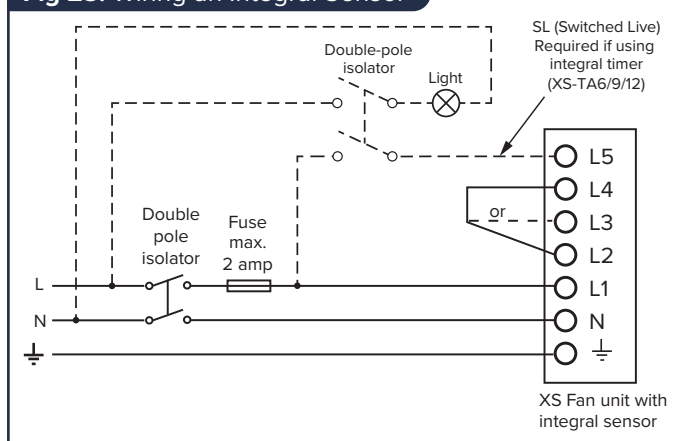 Wiring an Integral Sensor
SL (Switched Live)
Required if using
integral timer
(XS-TA6/9/12)
Double-pole
isolator
Light
L5
L4
or
L3
L2
Double
pole
isolator
Fuse
max.
2 amp
L
L1
N
N
XS Fan unit with
integral sensor